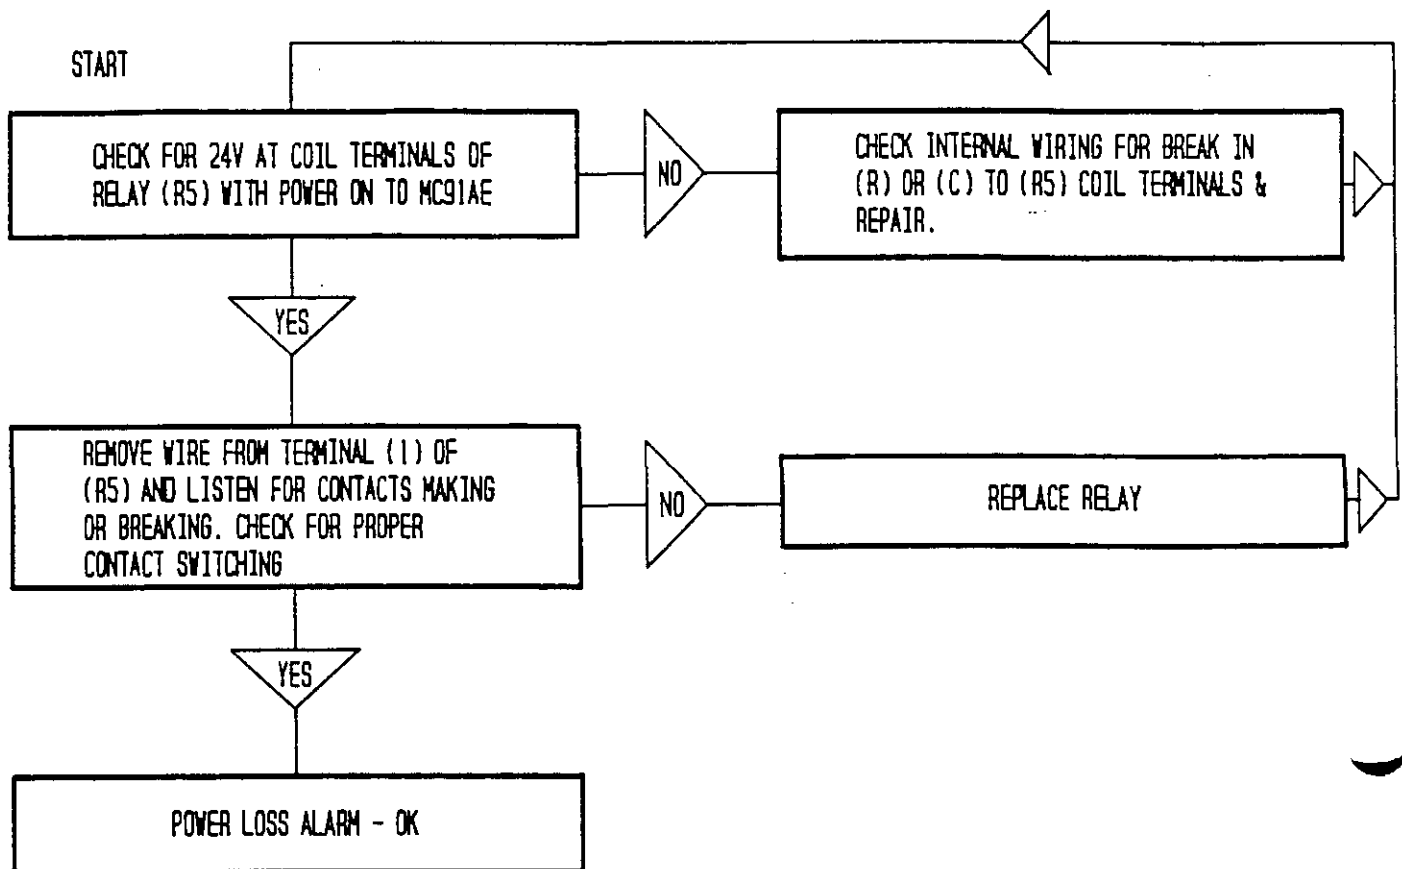 START
CHECK FOR 24V AT COIL TERMINALS OF
RELAY (R5) WITH POWER ON TO MC91AE
NO
CHECK INTERNAL WIRING FOR BREAK IN
(R) OR (C) TO (R5) COIL TERMINALS &
REPAIR.
YES
REMOVE WIRE FROM TERMINAL (1) OF
(R5) AND LISTEN FOR CONTACTS MAKING
OR BREAKING. CHECK FOR PROPER
CONTACT SWITCHING
NO
REPLACE RELAY
YES
POWER LOSS ALARM - OK